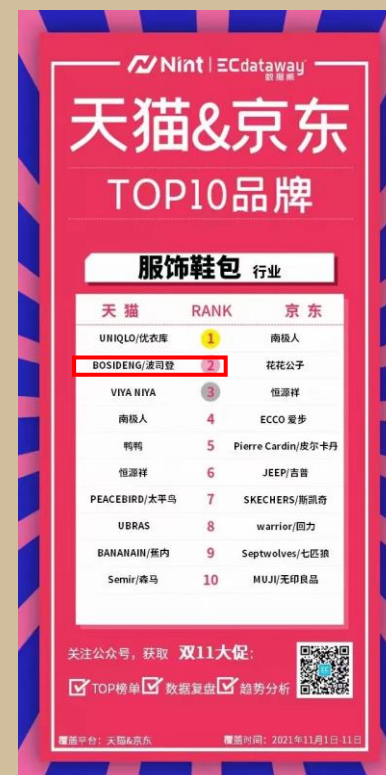 Nint | ECdataway
数据威
天猫&京东
TOP10品牌
服饰鞋包 行业
天猫 RANK 京东
UNIQLO/优衣库 1 南极人
BOSIDENG/波司登 2 花花公子
VIYA NIYA 3 恒源祥
南极人 4 ECCO 爱步
鸭鸭 5 Pierre Cardin/皮尔卡丹
恒源祥 6 JEEP/吉普
PEACEBIRD/太平鸟 7 SKECHERS/斯凯奇
UBRAS 8 warrior/回力
BANANAIN/蕉内 9 Septwolves/七匹狼
Semir/森马 10 MUJI/无印良品
关注公众号，获取 双11大促：
TOP榜单 数据复盘 趋势分析
覆盖平台：天猫&京东 覆盖时间：2021年11月1日-11日